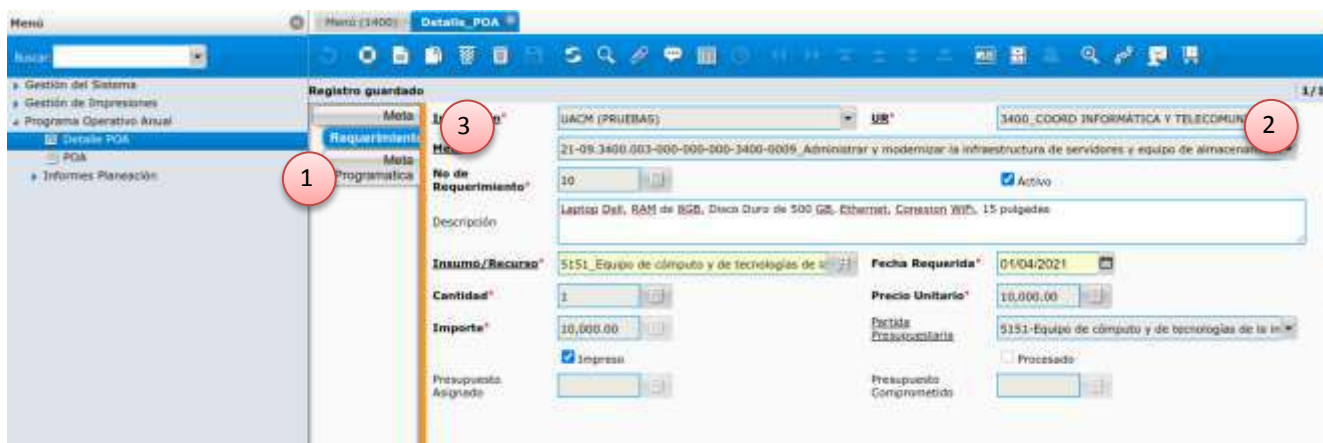 Menú
Menú (1400)
Detalle_POA
Buscar:
Gestión del Sistema
Gestión de Impresiones
Programa Operativo Anual
Detalle POA
POA
Informes Planeación
Registro guardado
1/1
Meta
Requerimiento
Meta
Programatica
1
2
3
UACM (PRUEBAS)
UR*
3400_COORD INFORMÁTICA Y TELECOMUN
21-09.3400.003-000-000-000-3400-0009_Administrar y modernizar la infraestructura de servidores y equipo de almacena
No de Requerimiento*
10
Activo
Descripción
Laptop Dell, RAM de 8GB, Disco Duro de 500 GB, Ethernet, Conexion WiFi, 15 pulgadas
Insumo/Recurso*
5151_Equipo de cómputo y de tecnologías de la
Fecha Requerida*
01/04/2021
Cantidad*
1
Precio Unitario*
10,000.00
Importe*
10,000.00
Partida Presupuestaria
5151-Equipo de cómputo y de tecnologías de la in
Impreso
Procesado
Presupuesto Asignado
Presupuesto Comprometido